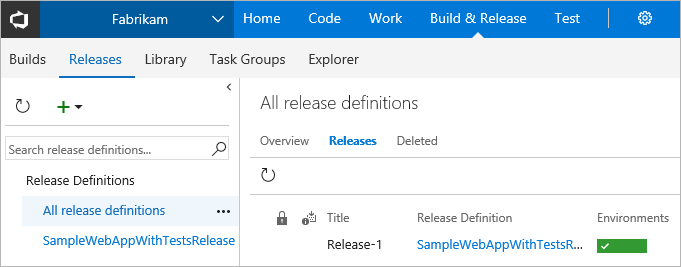 Fabrikam Home Code Work Build & Release Test
Builds Releases Library Task Groups Explorer
All release definitions
Overview Releases Deleted
Search release definitions...
Release Definitions
All release definitions
SampleWebAppWithTestsRelease
Title Release Definition Environments
Release-1 SampleWebAppWithTestsR...